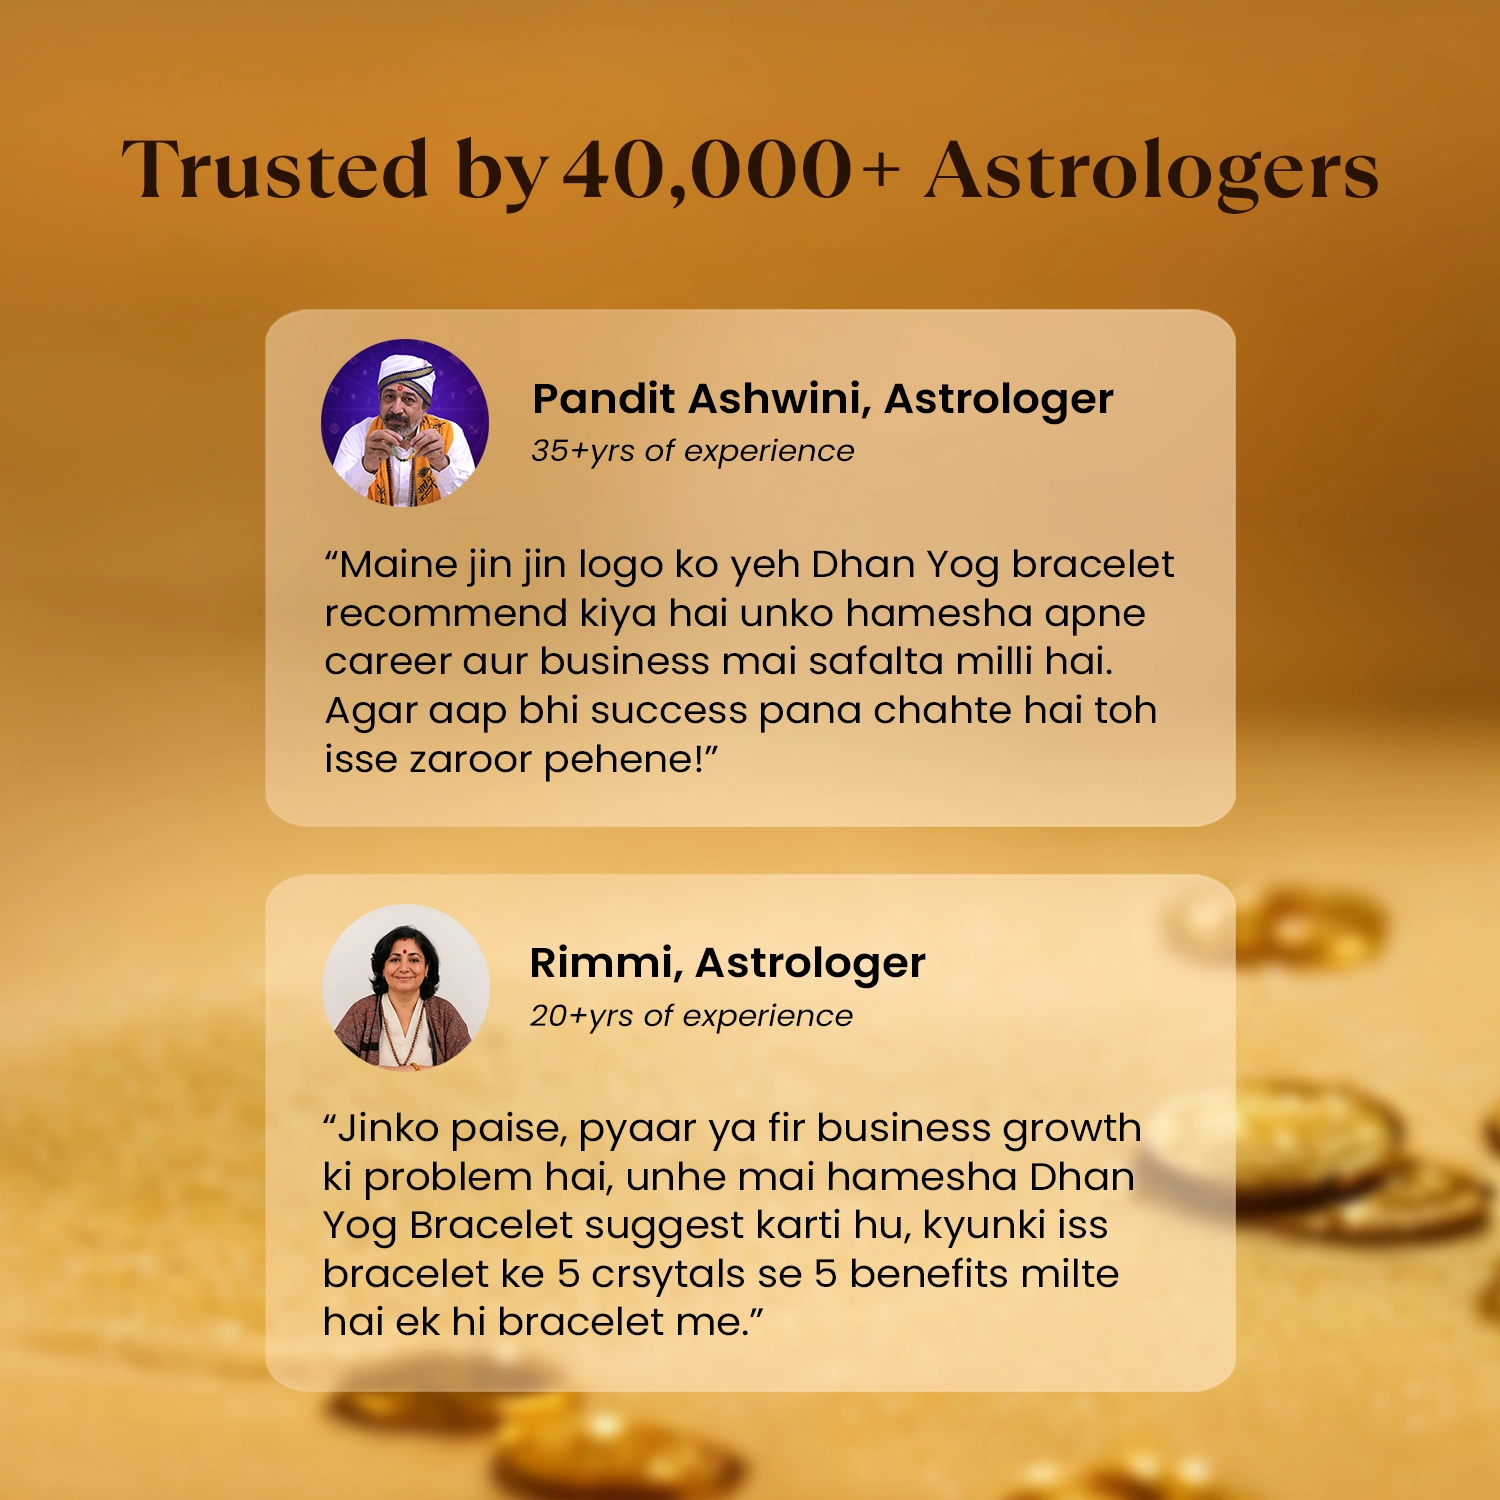 Trusted by 40,000+ Astrologers
Pandit Ashwini, Astrologer
35+yrs of experience
“Maine jin jin logo ko yeh Dhan Yog bracelet
recommend kiya hai unko hamesha apne
career aur business mai safalta milli hai.
Agar aap bhi success pana chahte hai toh
isse zaroor pehene!”
Rimmi, Astrologer
20+yrs of experience
“Jinko paise, pyaar ya fir business growth
ki problem hai, unhe mai hamesha Dhan
Yog Bracelet suggest karti hu, kyunki iss
bracelet ke 5 crsytals se 5 benefits milte
hai ek hi bracelet me.”